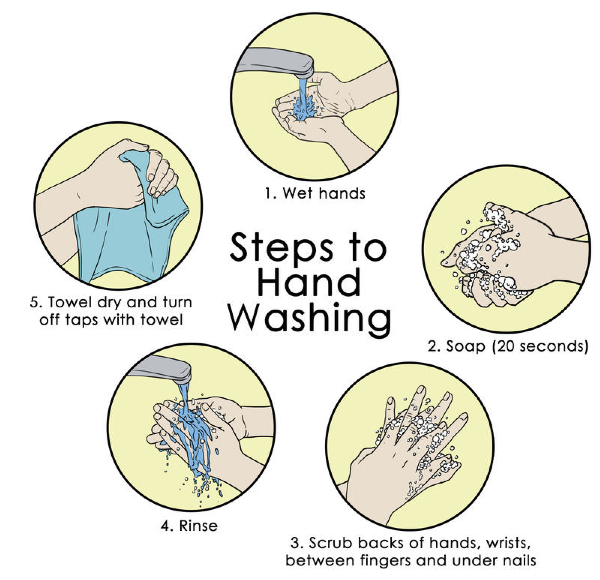 1. Wet hands
Steps to
Hand
Washing
2. Soap (20 seconds)
3. Scrub backs of hands, wrists,
between fingers and under nails
4. Rinse
5. Towel dry and turn
off taps with towel